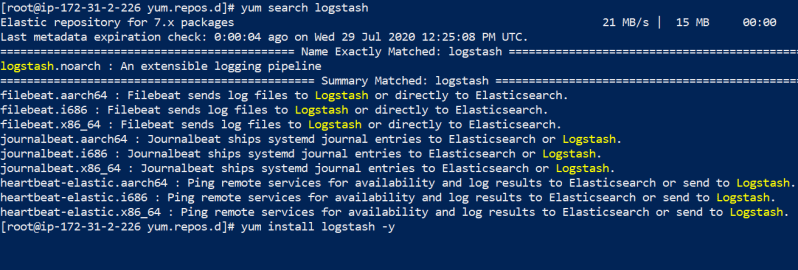 [root@ip-172-31-2-226 yum.repos.d]# yum search logstash
Elastic repository for 7.x packages 21 MB/s | 15 MB 00:00
Last metadata expiration check: 0:00:04 ago on Wed 29 Jul 2020 12:25:08 PM UTC.
========================================== Name Exactly Matched: logstash ==========================================
logstash.noarch : An extensible logging pipeline
============================================= Summary Matched: logstash ============================================
filebeat.aarch64 : Filebeat sends log files to Logstash or directly to Elasticsearch.
filebeat.i686 : Filebeat sends log files to Logstash or directly to Elasticsearch.
filebeat.x86_64 : Filebeat sends log files to Logstash or directly to Elasticsearch.
journalbeat.aarch64 : Journalbeat ships systemd journal entries to Elasticsearch or Logstash.
journalbeat.i686 : Journalbeat ships systemd journal entries to Elasticsearch or Logstash.
journalbeat.x86_64 : Journalbeat ships systemd journal entries to Elasticsearch or Logstash.
heartbeat-elastic.aarch64 : Ping remote services for availability and log results to Elasticsearch or send to Logstash.
heartbeat-elastic.i686 : Ping remote services for availability and log results to Elasticsearch or send to Logstash.
heartbeat-elastic.x86_64 : Ping remote services for availability and log results to Elasticsearch or send to Logstash.
[root@ip-172-31-2-226 yum.repos.d]# yum install logstash -y